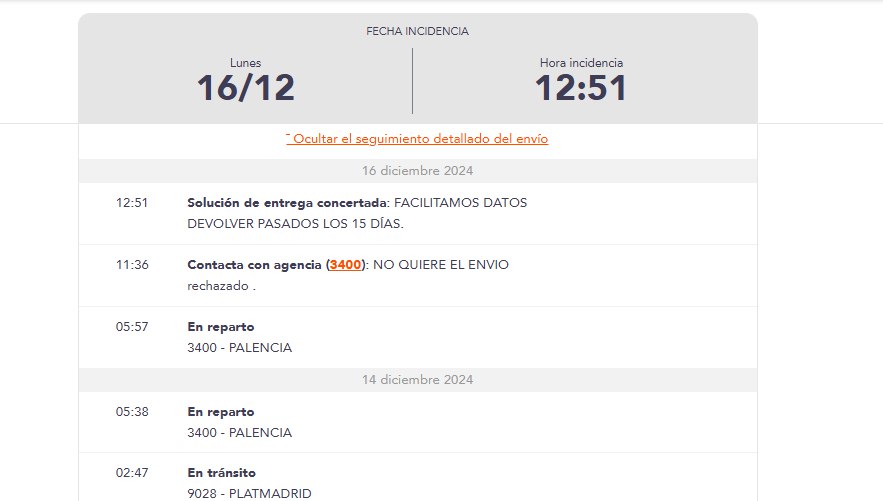 FECHA INCIDENCIA
Lunes
16/12
Hora incidencia
12:51
Ocultar el seguimiento detallado del envío
16 diciembre 2024
12:51 Solución de entrega concertada: FACILITAMOS DATOS
DEVOLVER PASADOS LOS 15 DÍAS.
11:36 Contacta con agencia (3400): NO QUIERE EL ENVIO
rechazado .
05:57 En reparto
3400 - PALENCIA
14 diciembre 2024
05:38 En reparto
3400 - PALENCIA
02:47 En tránsito
9028 - PLATMADRID